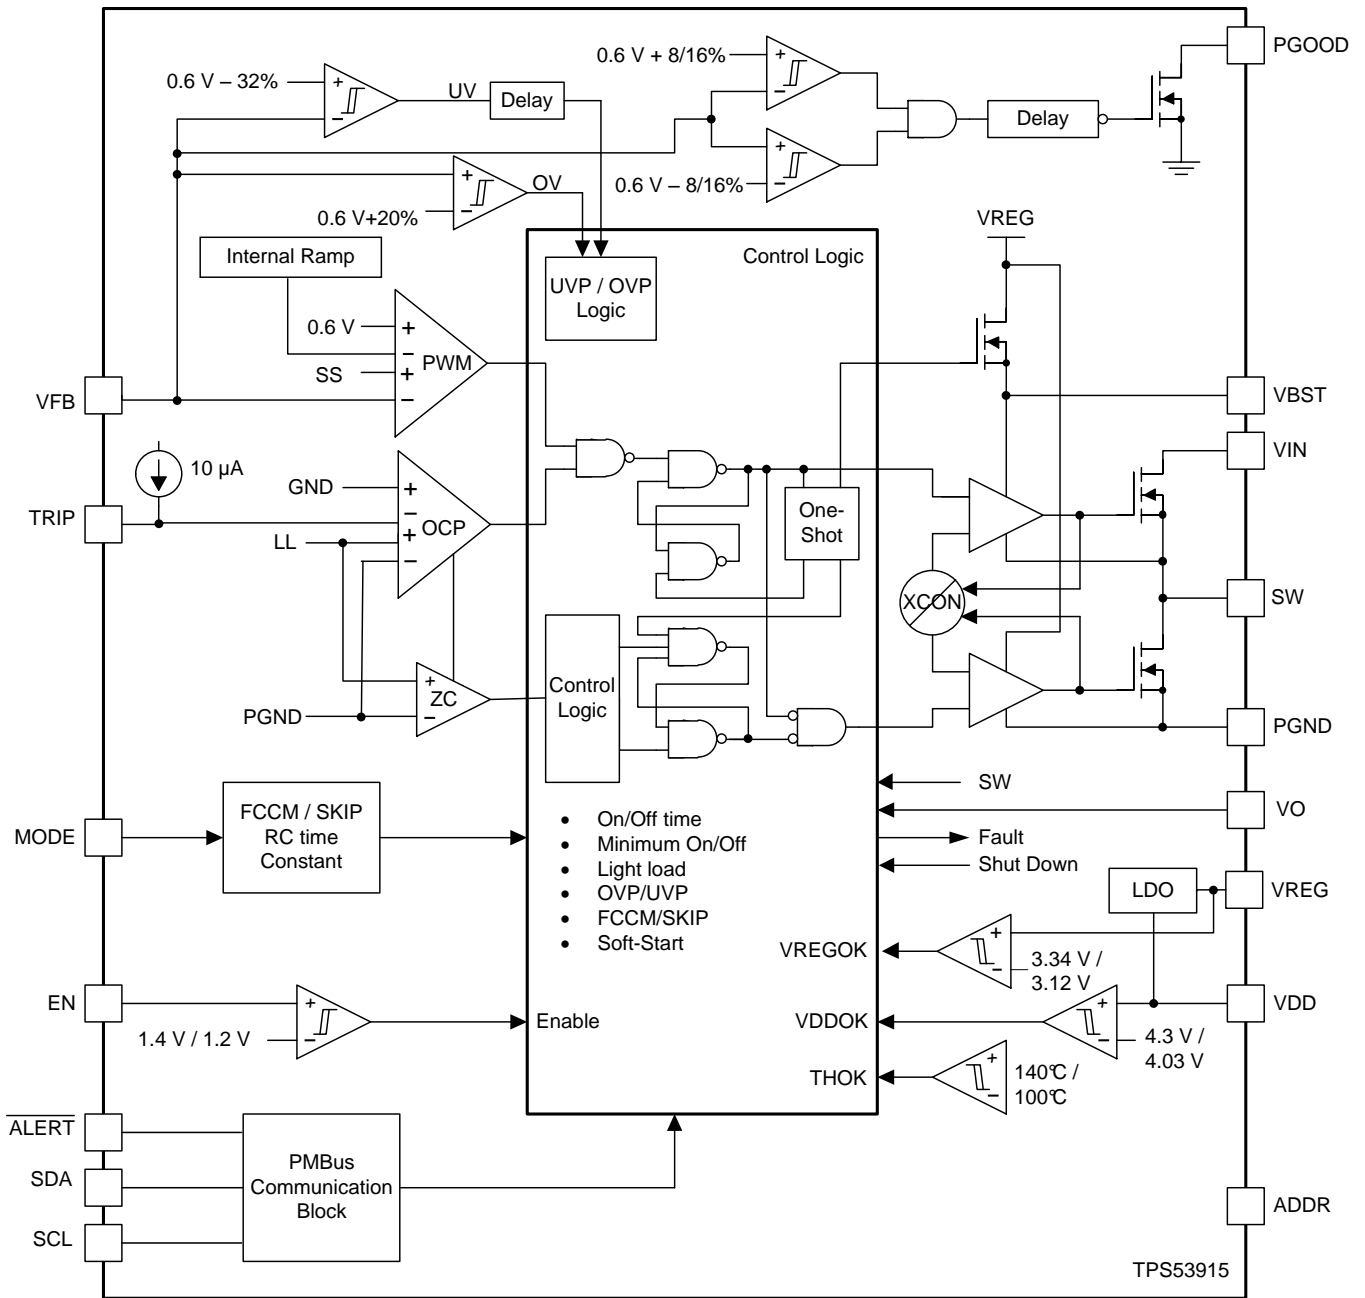 PGOOD
0.6 V + 8/16%
+
−
0.6 V – 32%
+
−
UV
Delay
Delay
+
−
0.6 V – 8/16%
+
−
OV
0.6 V+20%
VREG
Internal Ramp
Control Logic
UVP / OVP
Logic
0.6 V
+
−
SS
+
−
PWM
VFB
VBST
VIN
10 µA
GND
+
−
+
−
OCP
TRIP
LL
One-
Shot
XCON
SW
Control
Logic
+
−
ZC
PGND
PGND
SW
VO
FCCM / SKIP
RC time
Constant
MODE
• On/Off time
• Minimum On/Off
• Light load
• OVP/UVP
• FCCM/SKIP
• Soft-Start
Fault
Shut Down
LDO
VREG
VREGOK
+
−
3.34 V /
3.12 V
EN
+
−
1.4 V / 1.2 V
Enable
VDDOK
+
−
4.3 V /
4.03 V
VDD
THOK
+
−
140°C /
100°C
ALERT
SDA
SCL
PMBus
Communication
Block
ADDR
TPS53915